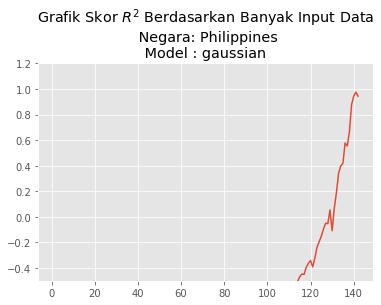 Grafik Skor R² Berdasarkan Banyak Input Data
Negara: Philippines
Model : gaussian
1.2
1.0
0.8
0.6
0.4
0.2
0.0
−0.2
−0.4
0 20 40 60 80 100 120 140